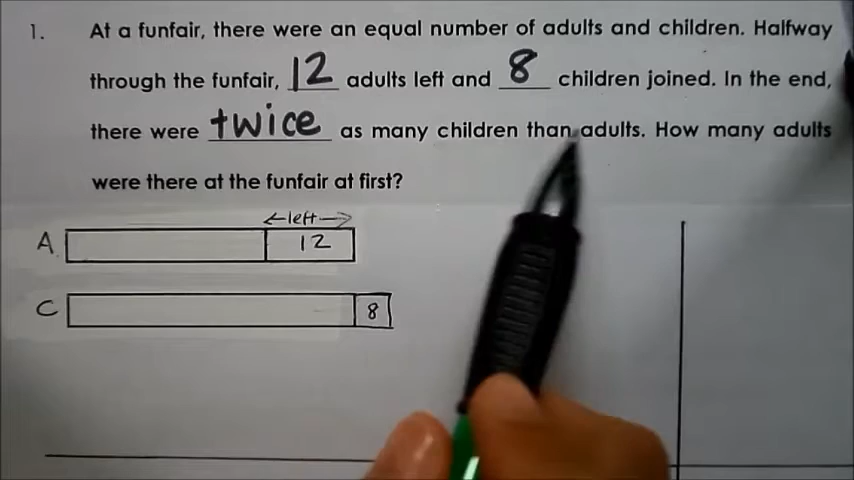 1. At a funfair, there were an equal number of adults and children. Halfway
through the funfair, 12 adults left and 8 children joined. In the end,
there were twice as many children than adults. How many adults
were there at the funfair at first?
←left→
A 12
C 8